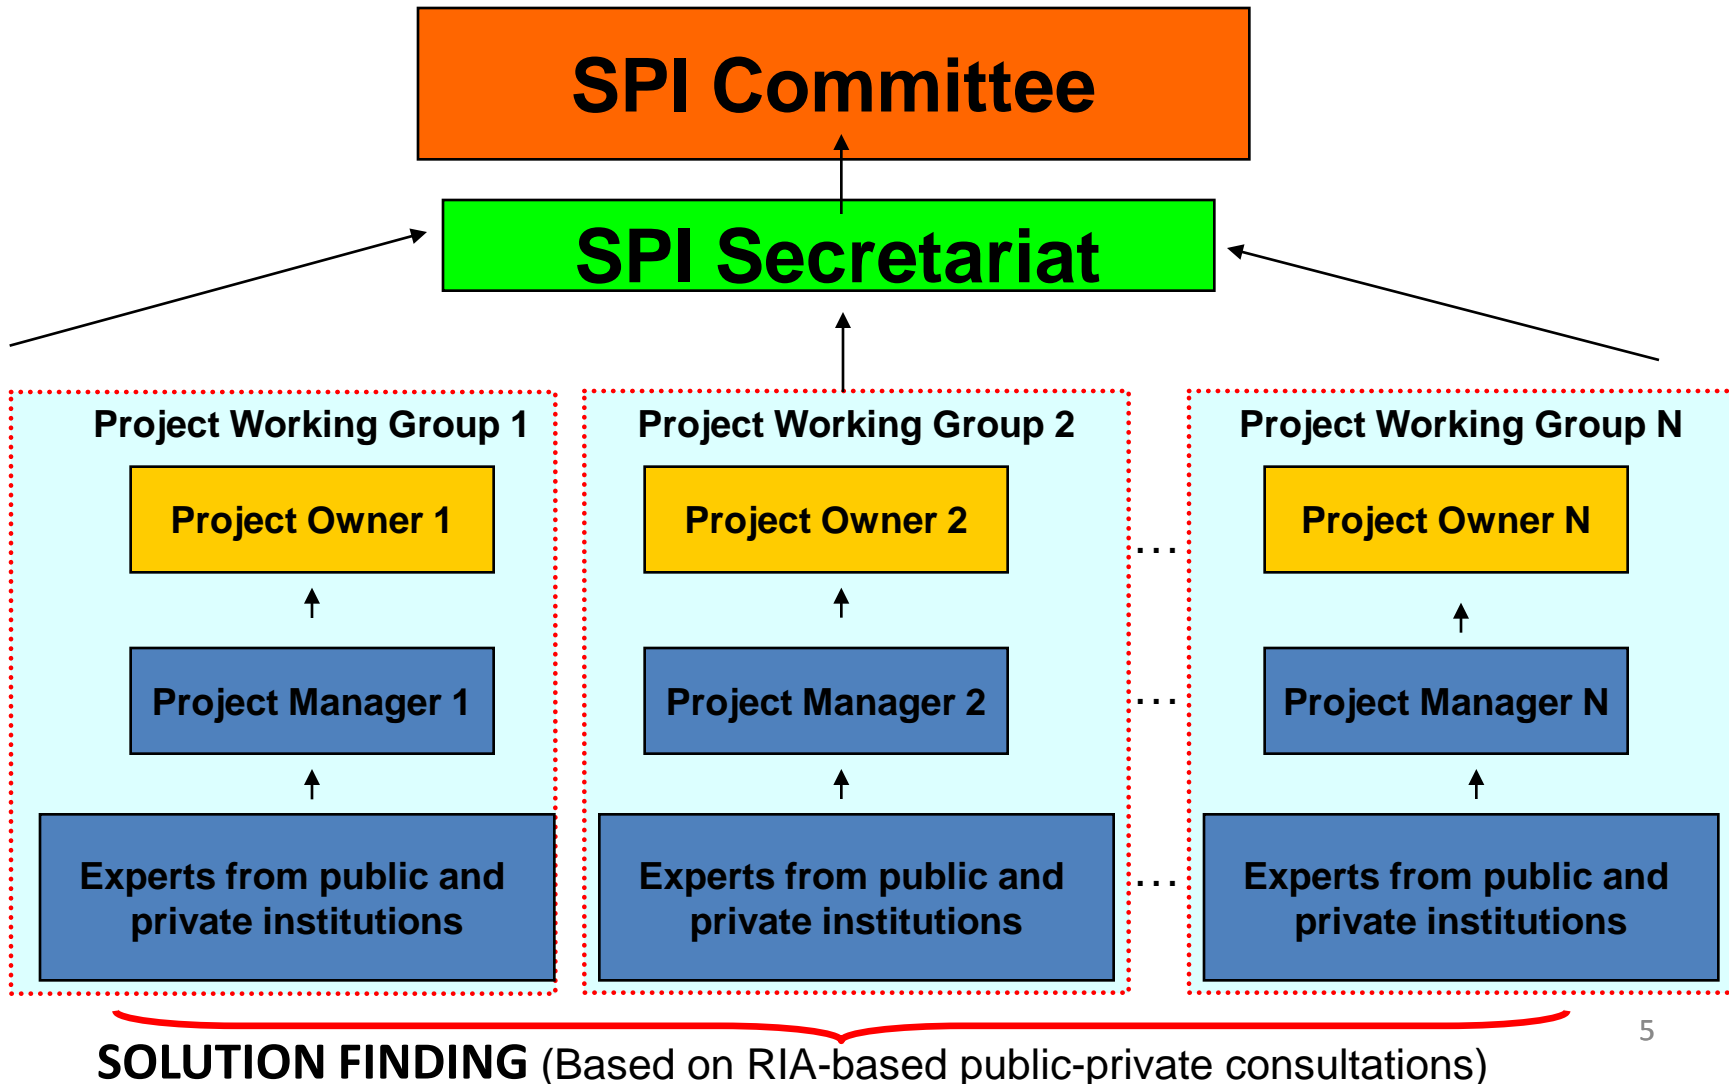 SPI Committee
SPI Secretariat
Project Working Group 1
Project Owner 1
Project Manager 1
Experts from public and
private institutions
Project Working Group 2
Project Owner 2
Project Manager 2
Experts from public and
private institutions
...
...
...
Project Working Group N
Project Owner N
Project Manager N
Experts from public and
private institutions
SOLUTION FINDING (Based on RIA-based public-private consultations)
5